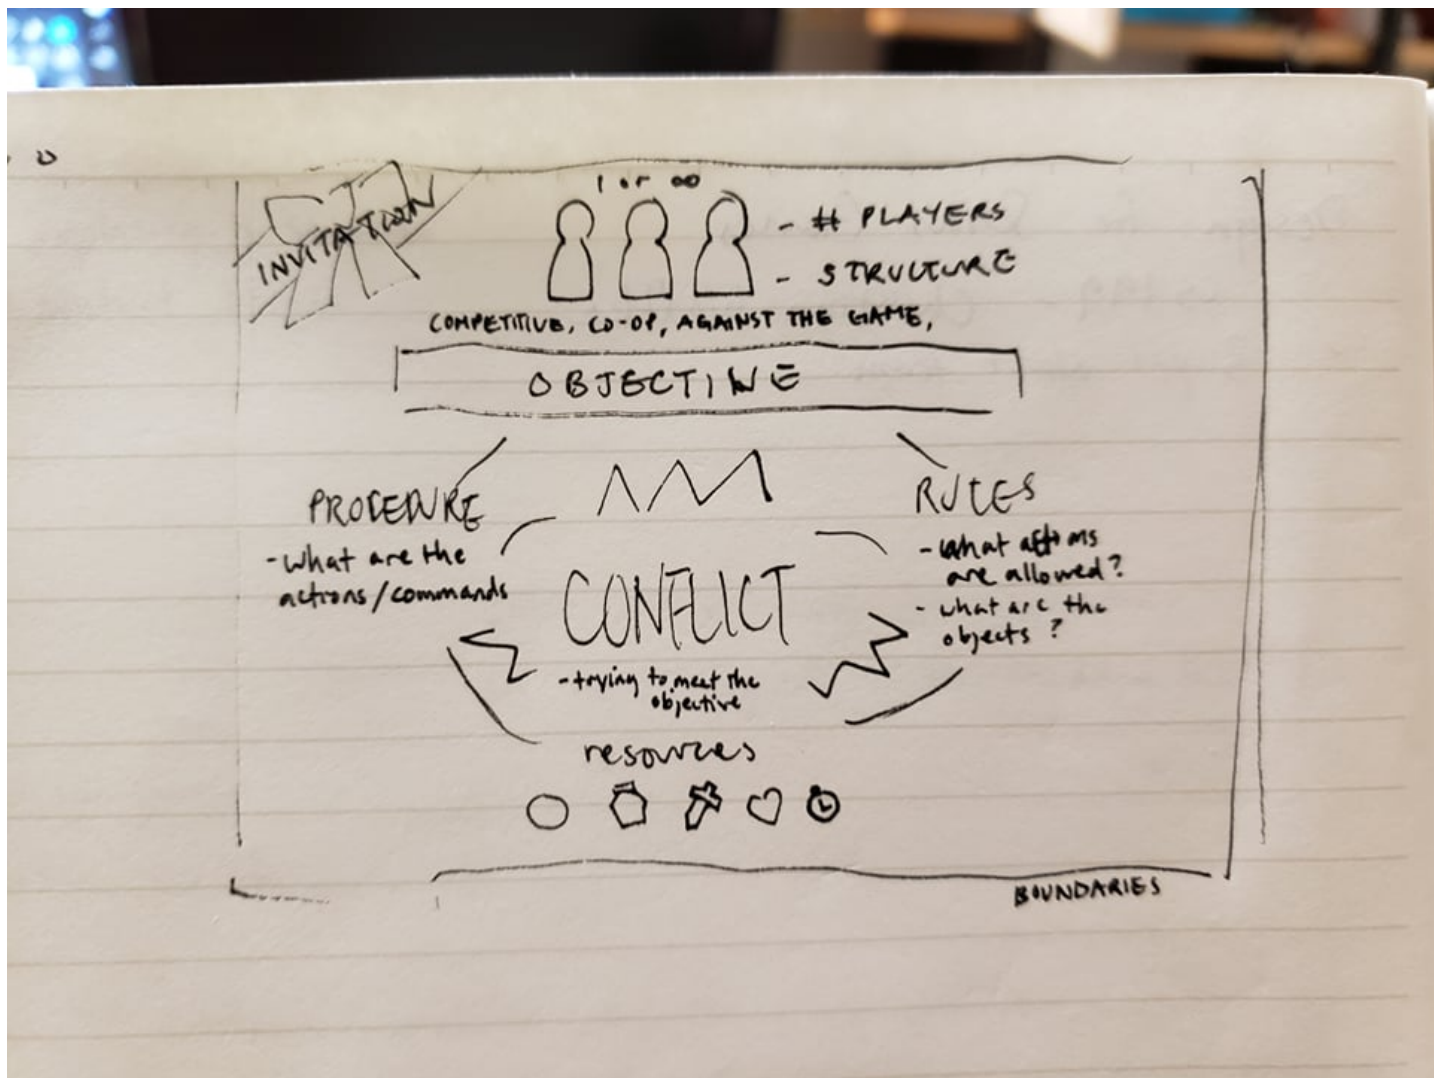 INVITATION
1 or ∞
- # PLAYERS
- STRUCTURE
COMPETITIVE, CO-OP, AGAINST THE GAME,
OBJECTIVE
PROCEDURE
- What are the
actions/commands
RULES
- What actions
are allowed?
- what are the
objects?
CONFLICT
- trying to meet the
objective
resources
BOUNDARIES